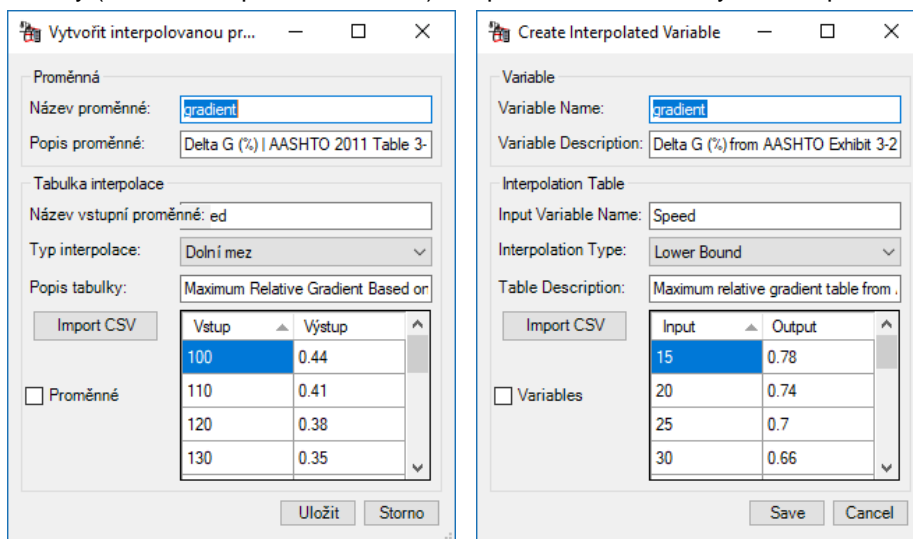 Vytvořit interpolovanou pr...
Proměnná
Název proměnné: gradient
Popis proměnné: Delta G (%) | AASHTO 2011 Table 3-
Tabulka interpolace
Název vstupní proměnné: ed
Typ interpolace: Dolní mez
Popis tabulky: Maximum Relative Gradient Based or
Import CSV
Vstup Výstup
100 0.44
110 0.41
120 0.38
130 0.35
Proměnné
Uložit Storno
Create Interpolated Variable
Variable
Variable Name: gradient
Variable Description: Delta G (%) from AASHTO Exhibit 3-2
Interpolation Table
Input Variable Name: Speed
Interpolation Type: Lower Bound
Table Description: Maximum relative gradient table from
Import CSV
Input Output
15 0.78
20 0.74
25 0.7
30 0.66
Variables
Save Cancel